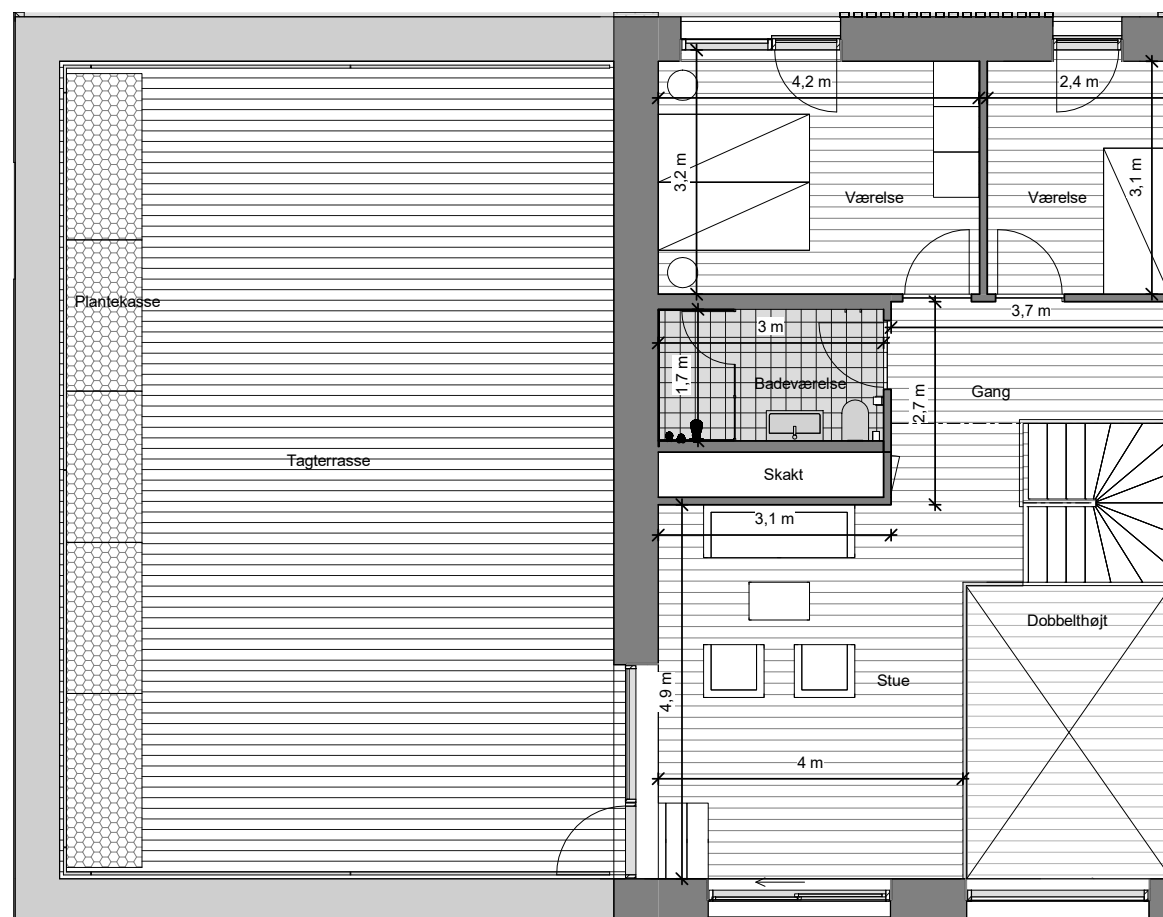 4,2 m
2,4 m
3,2 m
3,1 m
Værelse
Værelse
Plantekasse
3,7 m
3 m
1,7 m
Badeværelse
2,7 m
Gang
Tagterrasse
Skakt
3,1 m
Dobbelthøjt
Stue
4,9 m
4 m